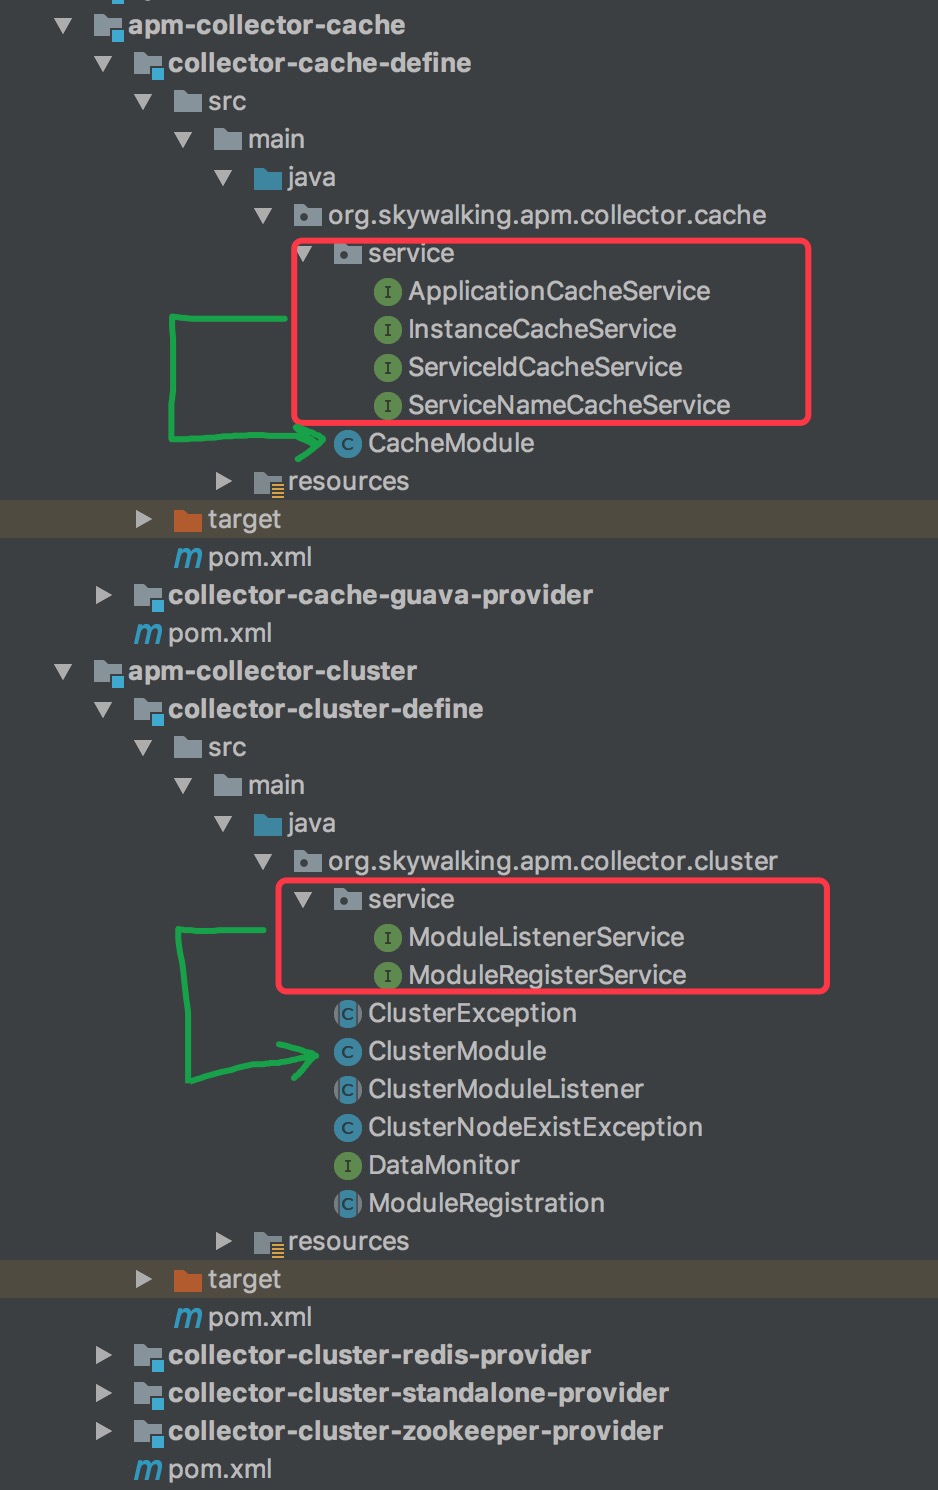 apm-collector-cache
collector-cache-define
src
main
java
org.skywalking.apm.collector.cache
service
I ApplicationCacheService
I InstanceCacheService
I ServiceIdCacheService
I ServiceNameCacheService
C CacheModule
resources
target
m pom.xml
collector-cache-guava-provider
m pom.xml
apm-collector-cluster
collector-cluster-define
src
main
java
org.skywalking.apm.collector.cluster
service
I ModuleListenerService
I ModuleRegisterService
C ClusterException
C ClusterModule
C ClusterModuleListener
C ClusterNodeExistException
I DataMonitor
C ModuleRegistration
resources
target
m pom.xml
collector-cluster-redis-provider
collector-cluster-standalone-provider
collector-cluster-zookeeper-provider
m pom.xml